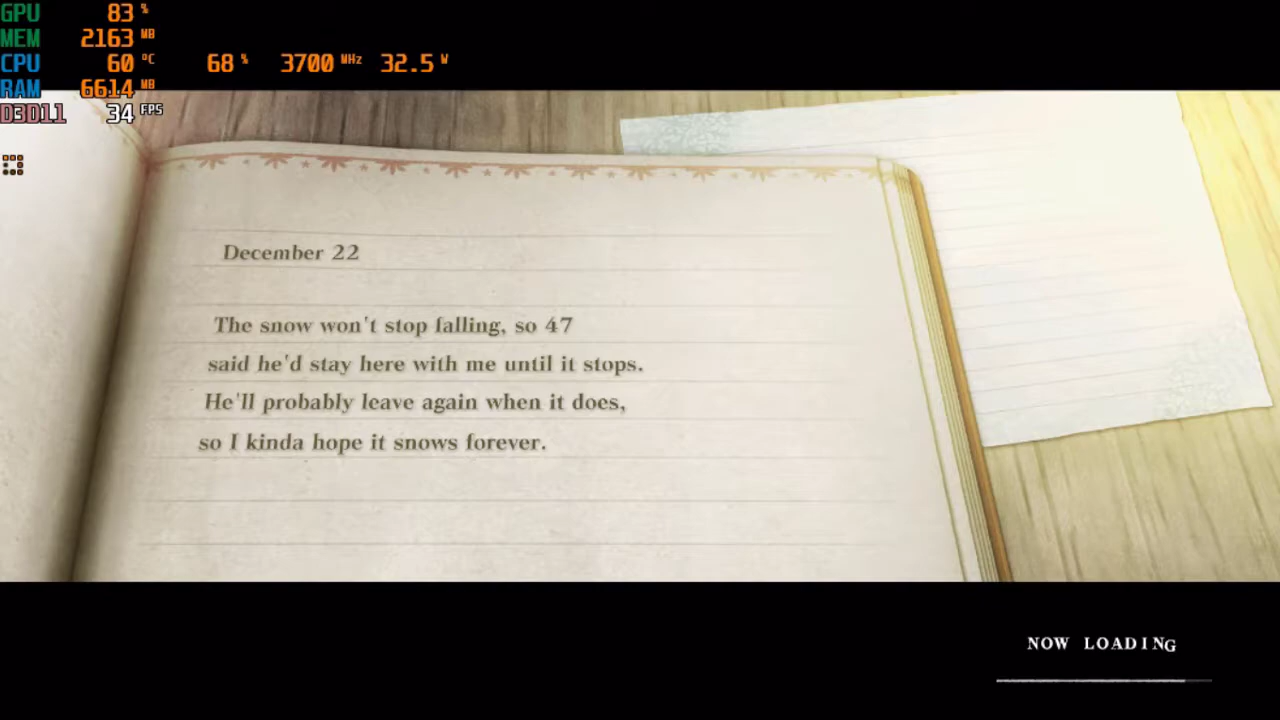 GPU 83 %
MEM 2163 MB
CPU 60 °C 68 % 3700 MHz 32.5 W
RAM 6614 MB
D3D11 34 FPS
December 22
The snow won't stop falling, so 47
said he'd stay here with me until it stops.
He'll probably leave again when it does,
so I kinda hope it snows forever.
NOW LOADING